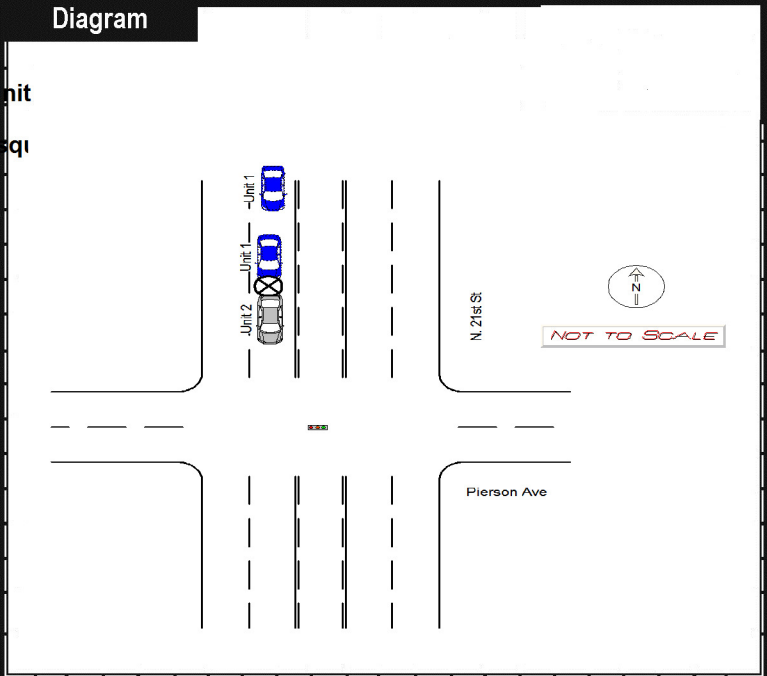 Diagram
nit
squ
Unit 1
Unit 1
Unit 2
N. 21st St
N
NOT TO SCALE
Pierson Ave